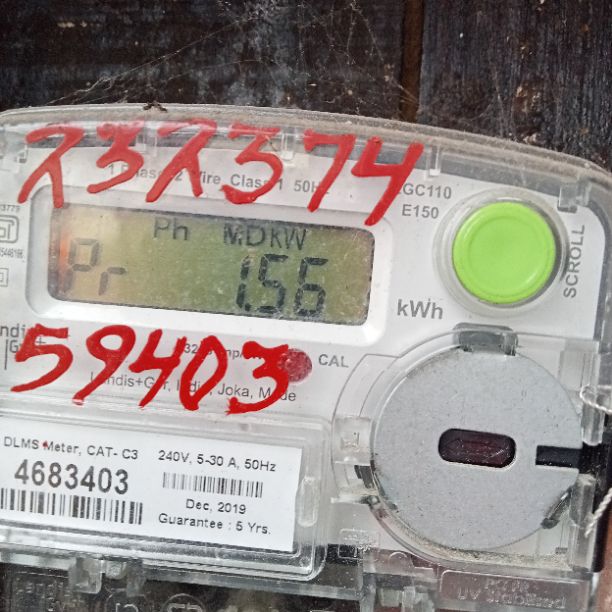 232374
1 Phase 2 Wire, Class 1 50Hz
GC110
E150
Ph MDKW
Pr 1.56
kWh
SCROLL
59403
CAL
Landis+Gyr, India, Joka, Made
DLMS Meter, CAT- C3
240V, 5-30 A, 50Hz
4683403
Dec, 2019
Guarantee : 5 Yrs.